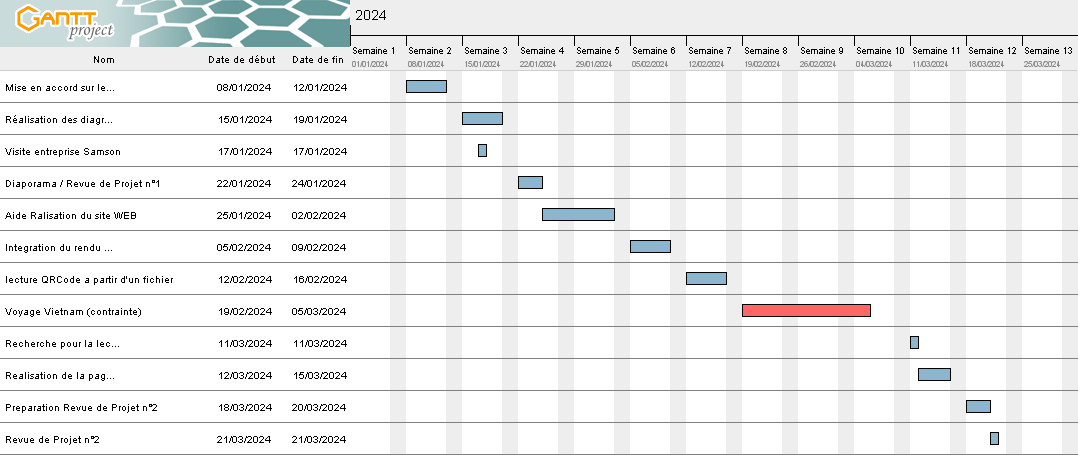 GANTT
project
2024
Semaine 1 Semaine 2 Semaine 3 Semaine 4 Semaine 5 Semaine 6 Semaine 7 Semaine 8 Semaine 9 Semaine 10 Semaine 11 Semaine 12 Semaine 13
Nom Date de début Date de fin 01/01/2024 08/01/2024 15/01/2024 22/01/2024 29/01/2024 05/02/2024 12/02/2024 19/02/2024 26/02/2024 04/03/2024 11/03/2024 18/03/2024 25/03/2024
Mise en accord sur le... 08/01/2024 12/01/2024
Réalisation des diagr... 15/01/2024 19/01/2024
Visite entreprise Samson 17/01/2024 17/01/2024
Diaporama / Revue de Projet n°1 22/01/2024 24/01/2024
Aide Ralisation du site WEB 25/01/2024 02/02/2024
Integration du rendu ... 05/02/2024 09/02/2024
lecture QRCode a partir d'un fichier 12/02/2024 16/02/2024
Voyage Vietnam (contrainte) 19/02/2024 05/03/2024
Recherche pour la lec... 11/03/2024 11/03/2024
Realisation de la pag... 12/03/2024 15/03/2024
Preparation Revue de Projet n°2 18/03/2024 20/03/2024
Revue de Projet n°2 21/03/2024 21/03/2024